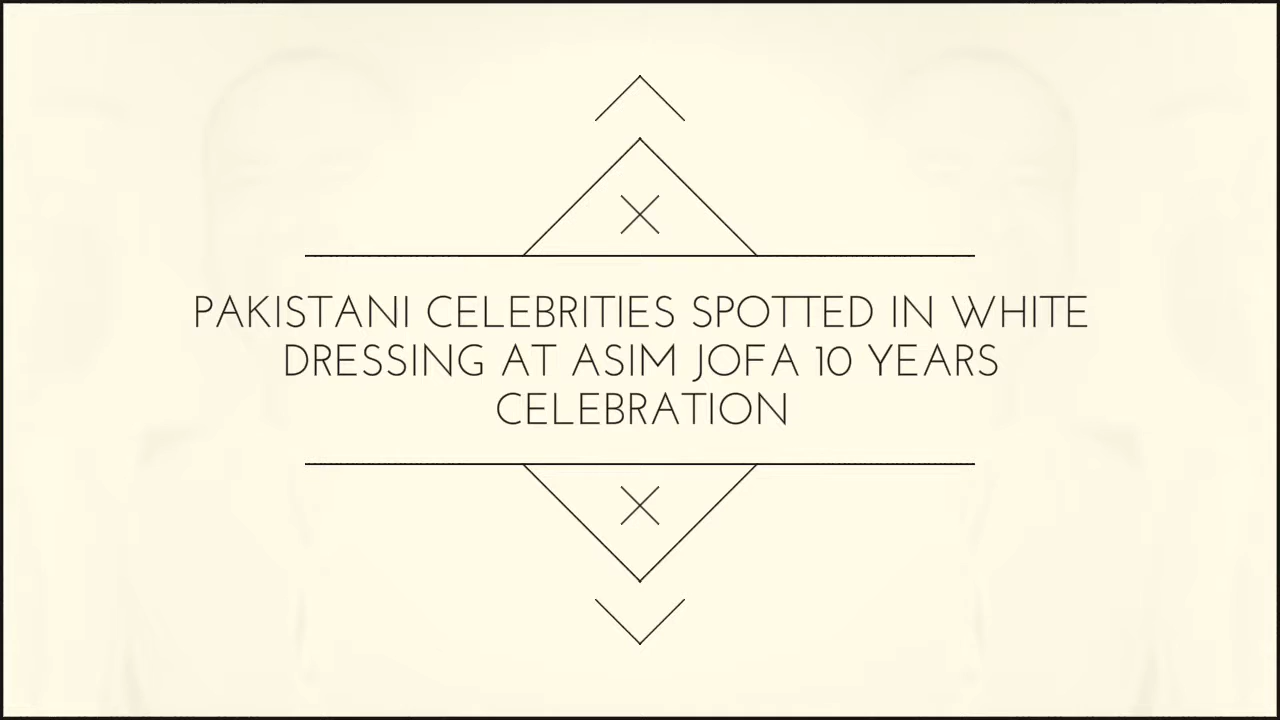 PAKISTANI CELEBRITIES SPOTTED IN WHITE
DRESSING AT ASIM JOFA 10 YEARS
CELEBRATION